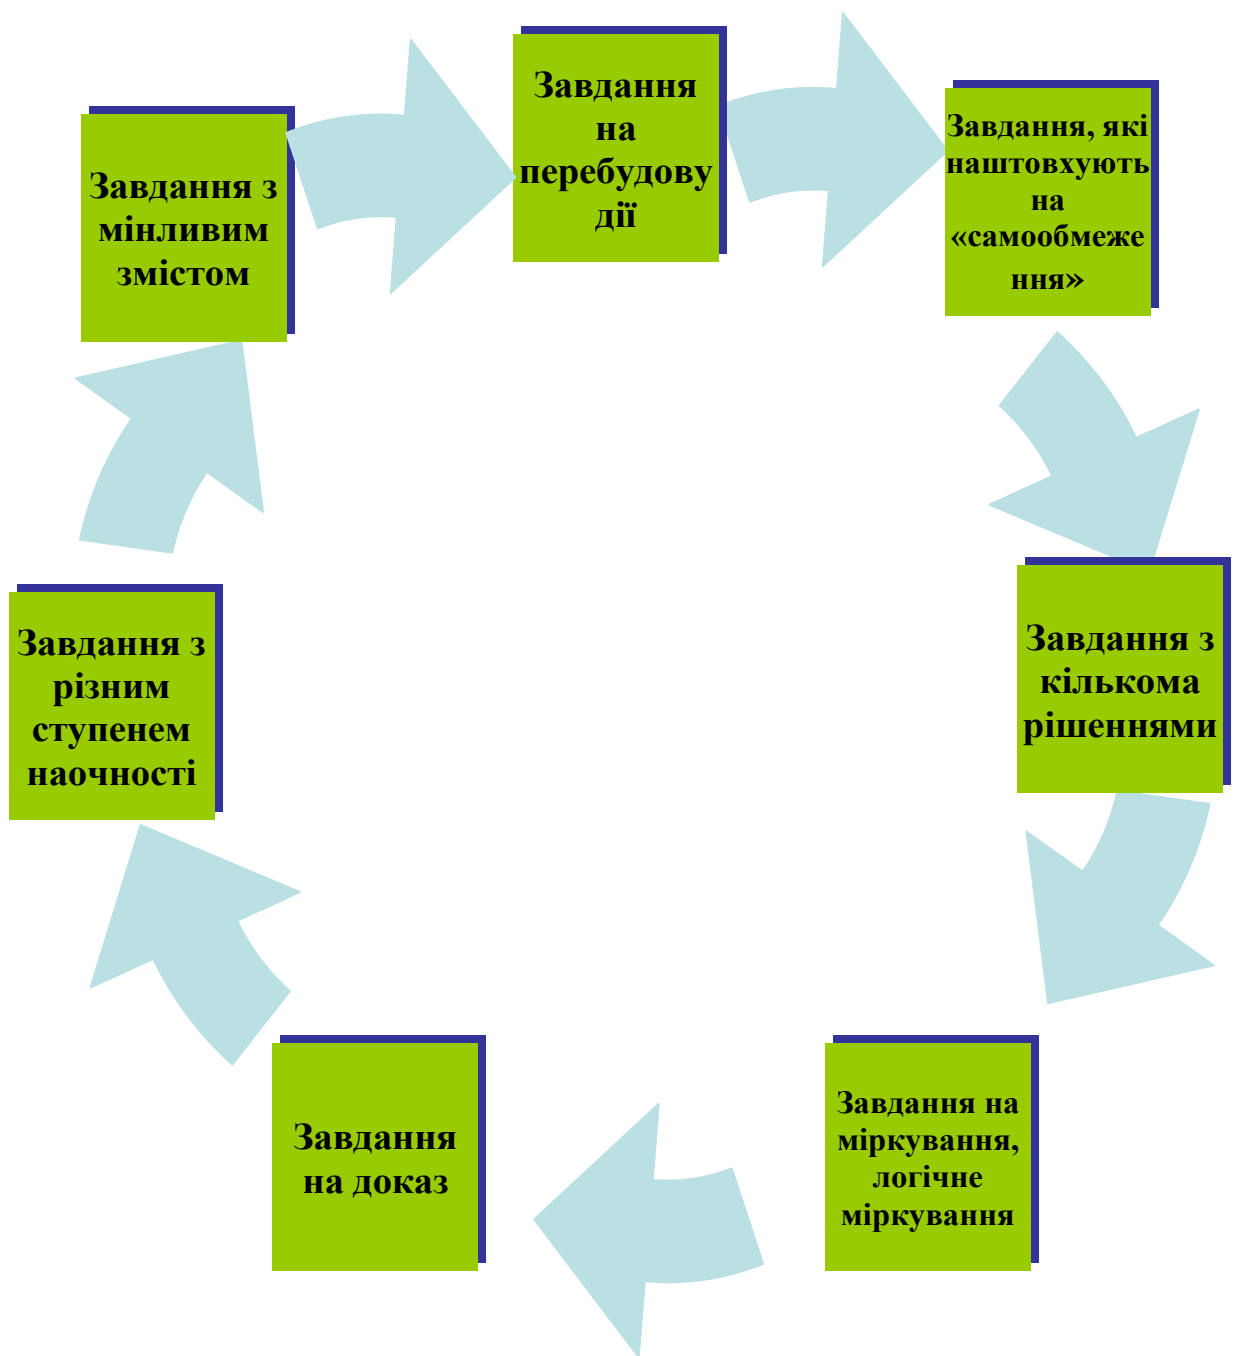 Завдання
на
перебудову
дії
Завдання, які
наштовхують
на
«самообмеже
ння»
Завдання з
кількома
рішеннями
Завдання на
міркування,
логічне
міркування
Завдання
на доказ
Завдання з
різним
ступенем
наочності
Завдання з
мінливим
змістом